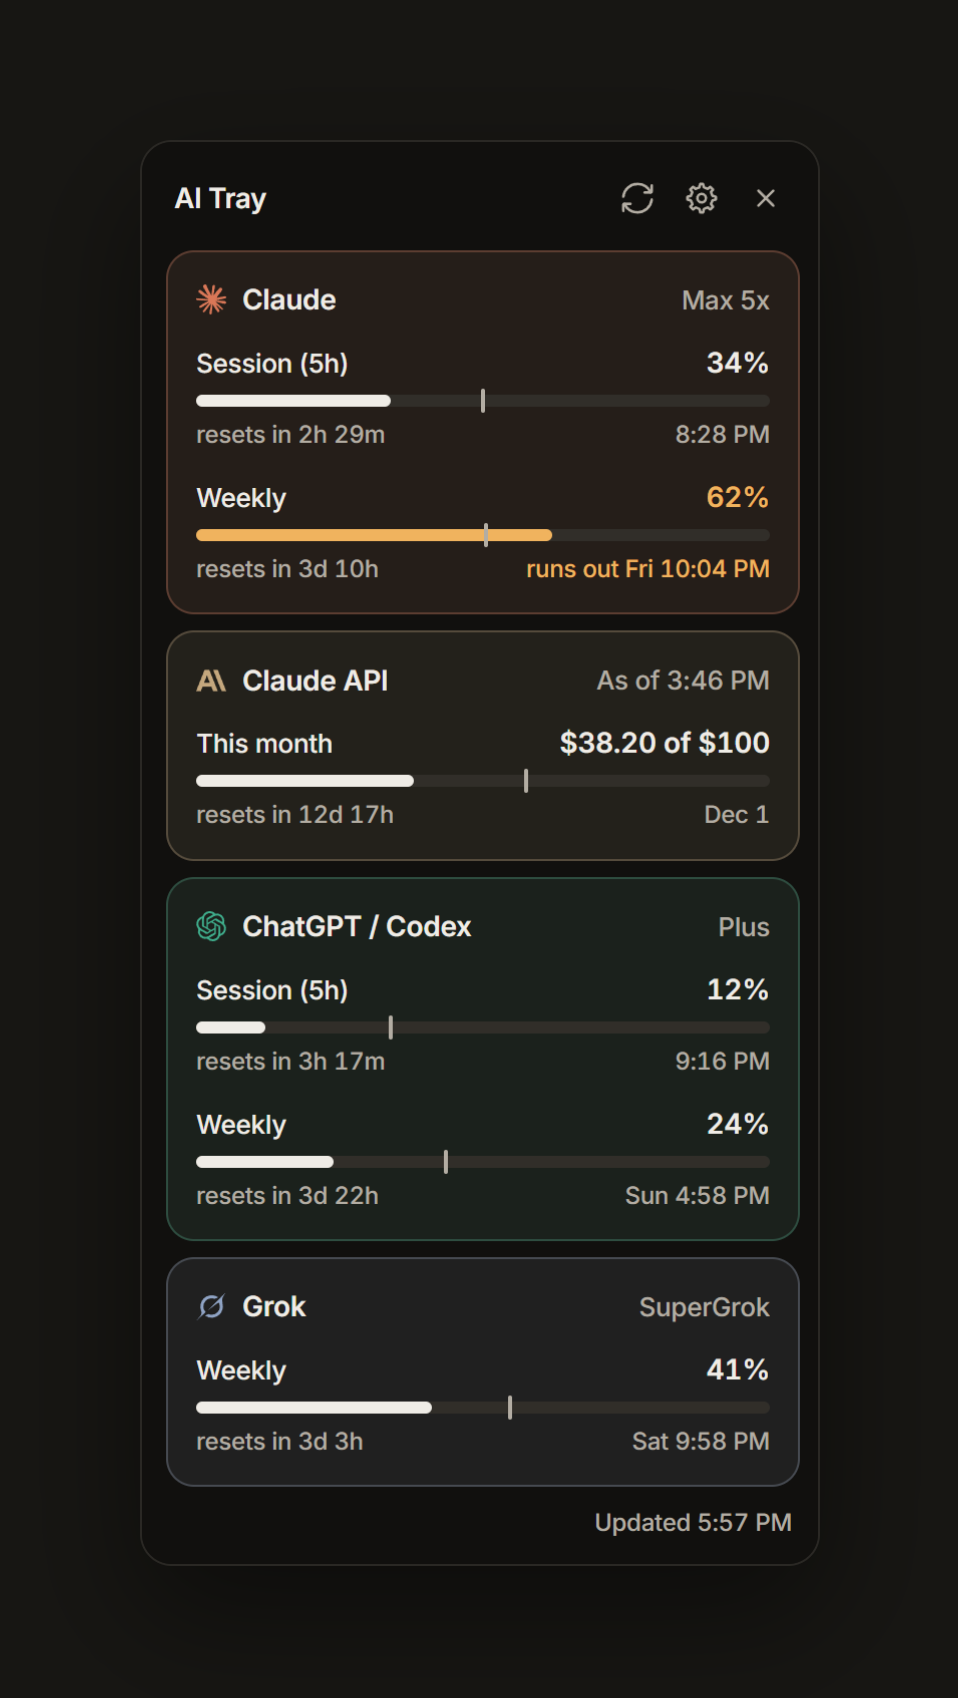 AI Tray
Claude Max 5x
Session (5h) 34%
resets in 2h 29m 8:28 PM
Weekly 62%
resets in 3d 10h runs out Fri 10:04 PM
Claude API As of 3:46 PM
This month $38.20 of $100
resets in 12d 17h Dec 1
ChatGPT / Codex Plus
Session (5h) 12%
resets in 3h 17m 9:16 PM
Weekly 24%
resets in 3d 22h Sun 4:58 PM
Grok SuperGrok
Weekly 41%
resets in 3d 3h Sat 9:58 PM
Updated 5:57 PM